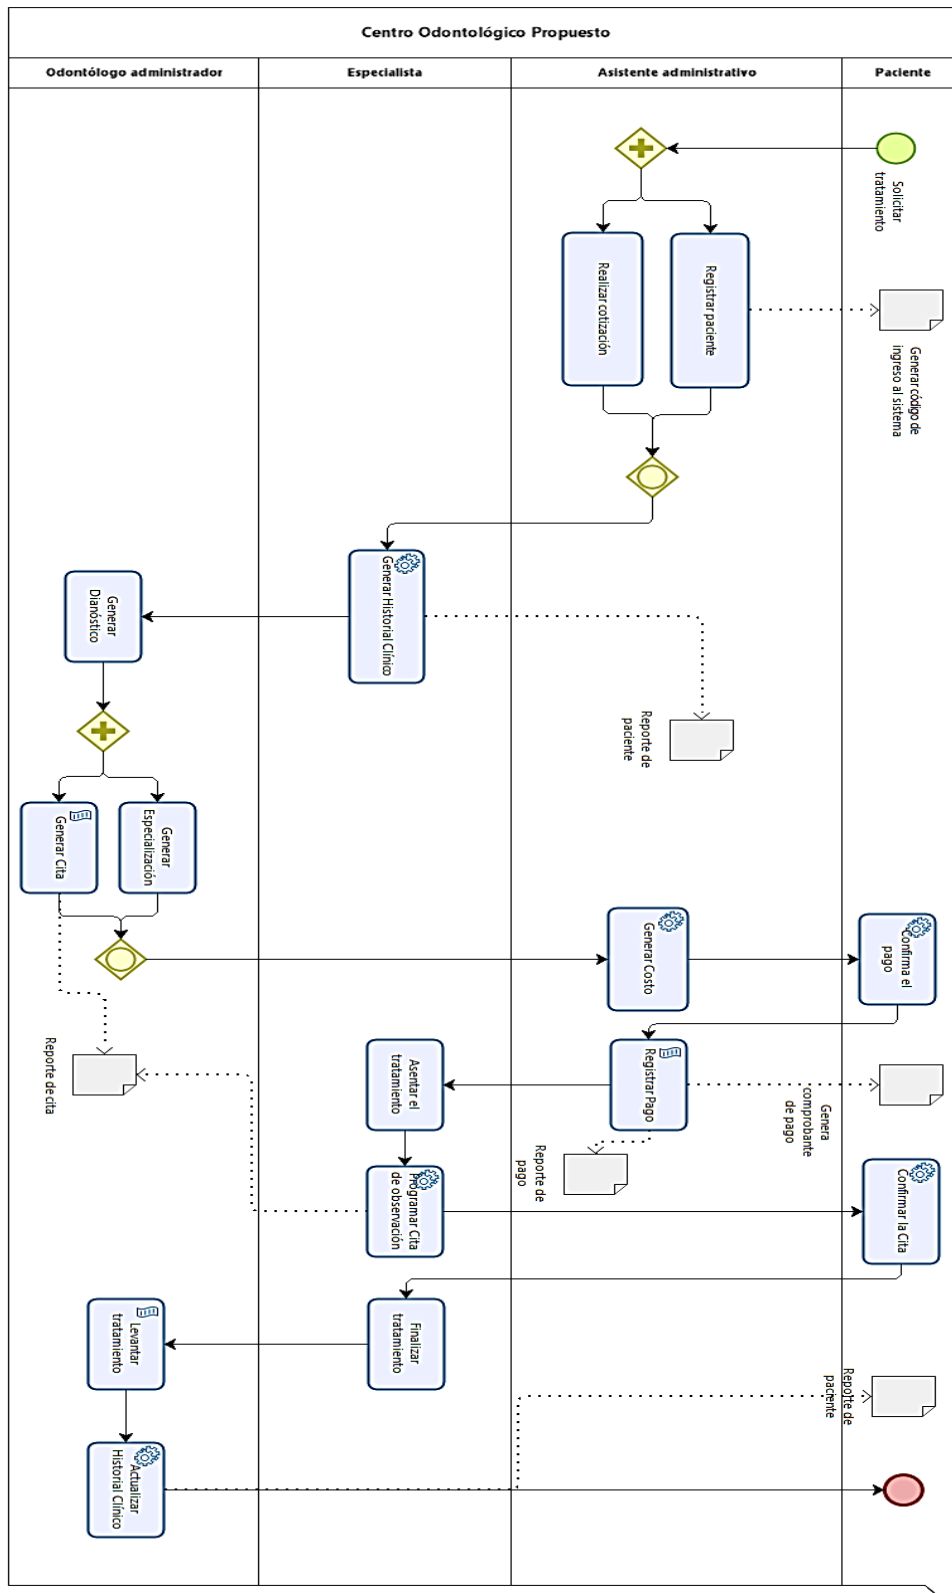 Centro Odontológico Propuesto
Odontólogo administrador
Especialista
Asistente administrativo
Paciente
Solicitar
tratamiento
Registrar paciente
Realizar cotización
Generar código de
ingreso al sistema
Generar Historial Clínico
Generar
Dianóstico
Reporte de
paciente
Generar
Especialización
Generar Cita
Generar Costo
Confirma el
pago
Reporte de cita
Asentar el
tratamiento
Registrar Pago
Genera
comprobante
de pago
Reporte de
pago
Programar Cita
de observación
Confirmar la Cita
Finalizar
tratamiento
Levantar
tratamiento
Reporte de
paciente
Actualizar
Historial Clínico